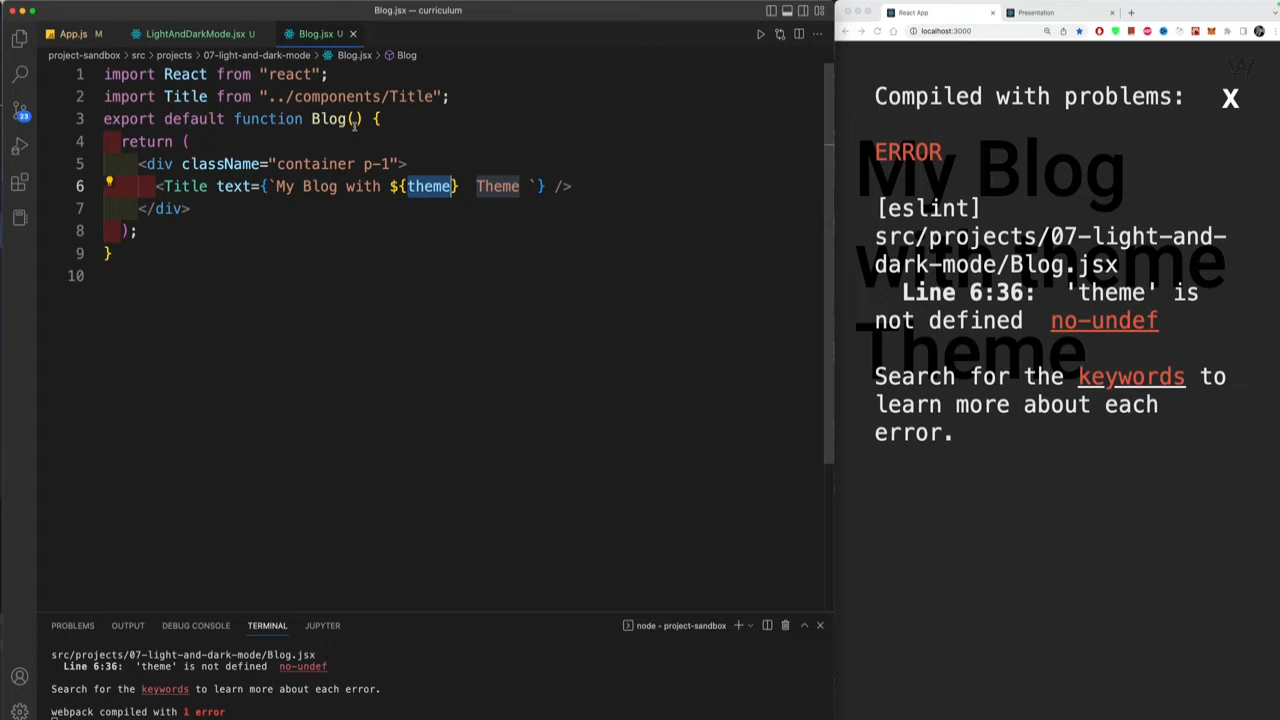 Blog.jsx — curriculum
App.js M
LightAndDarkMode.jsx U
Blog.jsx U
project-sandbox > src > projects > 07-light-and-dark-mode > Blog.jsx > Blog
1 import React from "react";
2 import Title from "../components/Title";
3 export default function Blog() {
4 return (
5 <div className="container p-1">
6 <Title text={`My Blog with ${theme}  Theme `} />
7 </div>
8 );
9 }
10
23
PROBLEMS OUTPUT DEBUG CONSOLE TERMINAL JUPYTER
node - project-sandbox
src/projects/07-light-and-dark-mode/Blog.jsx
Line 6:36: 'theme' is not defined no-undef
Search for the keywords to learn more about each error.
webpack compiled with 1 error
React App
Presentation
localhost:3000
Compiled with problems: X
ERROR
My Blog
with theme
Theme
[eslint]
src/projects/07-light-and-
dark-mode/Blog.jsx
Line 6:36: 'theme' is
not defined no-undef
Search for the keywords to
learn more about each
error.